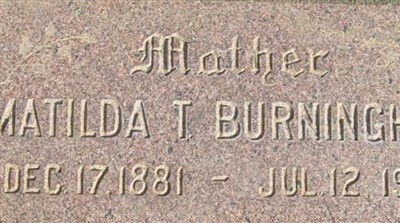 Mother
MATILDA T. BURNINGH
DEC. 17, 1881 - JUL. 12 19